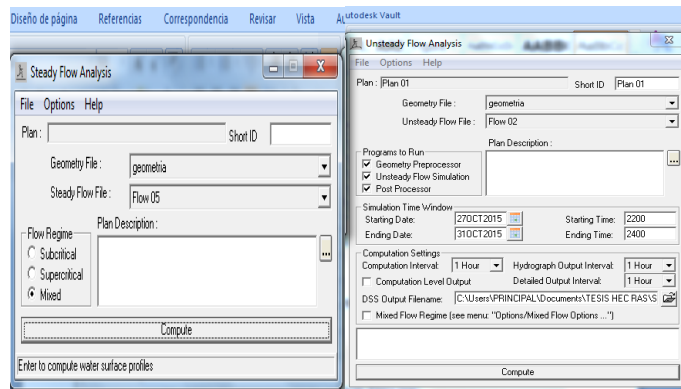 Diseño de página Referencias Correspondencia Revisar Vista
Steady Flow Analysis
File Options Help
Plan : Short ID
Geometry File : geometria
Steady Flow File : Flow 05
Flow Regime
Subcritical
Supercritical
Mixed
Plan Description :
...
Compute
Enter to compute water surface profiles
utodesk Vault
Unsteady Flow Analysis
File Options Help
Plan : Plan 01 Short ID Plan 01
Geometry File : geometria
Unsteady Flow File : Flow 02
Plan Description :
...
Programs to Run
Geometry Preprocessor
Unsteady Flow Simulation
Post Processor
Simulation Time Window
Starting Date: 27OCT2015 Starting Time: 2200
Ending Date: 31OCT2015 Ending Time: 2400
Computation Settings
Computation Interval: 1 Hour Hydrograph Output Interval: 1 Hour
Computation Level Output Detailed Output Interval: 1 Hour
DSS Output Filename: C:\Users\PRINCIPAL\Documents\TESIS HEC RAS\S
Mixed Flow Regime (see menu: "Options/Mixed Flow Options ...")
Compute